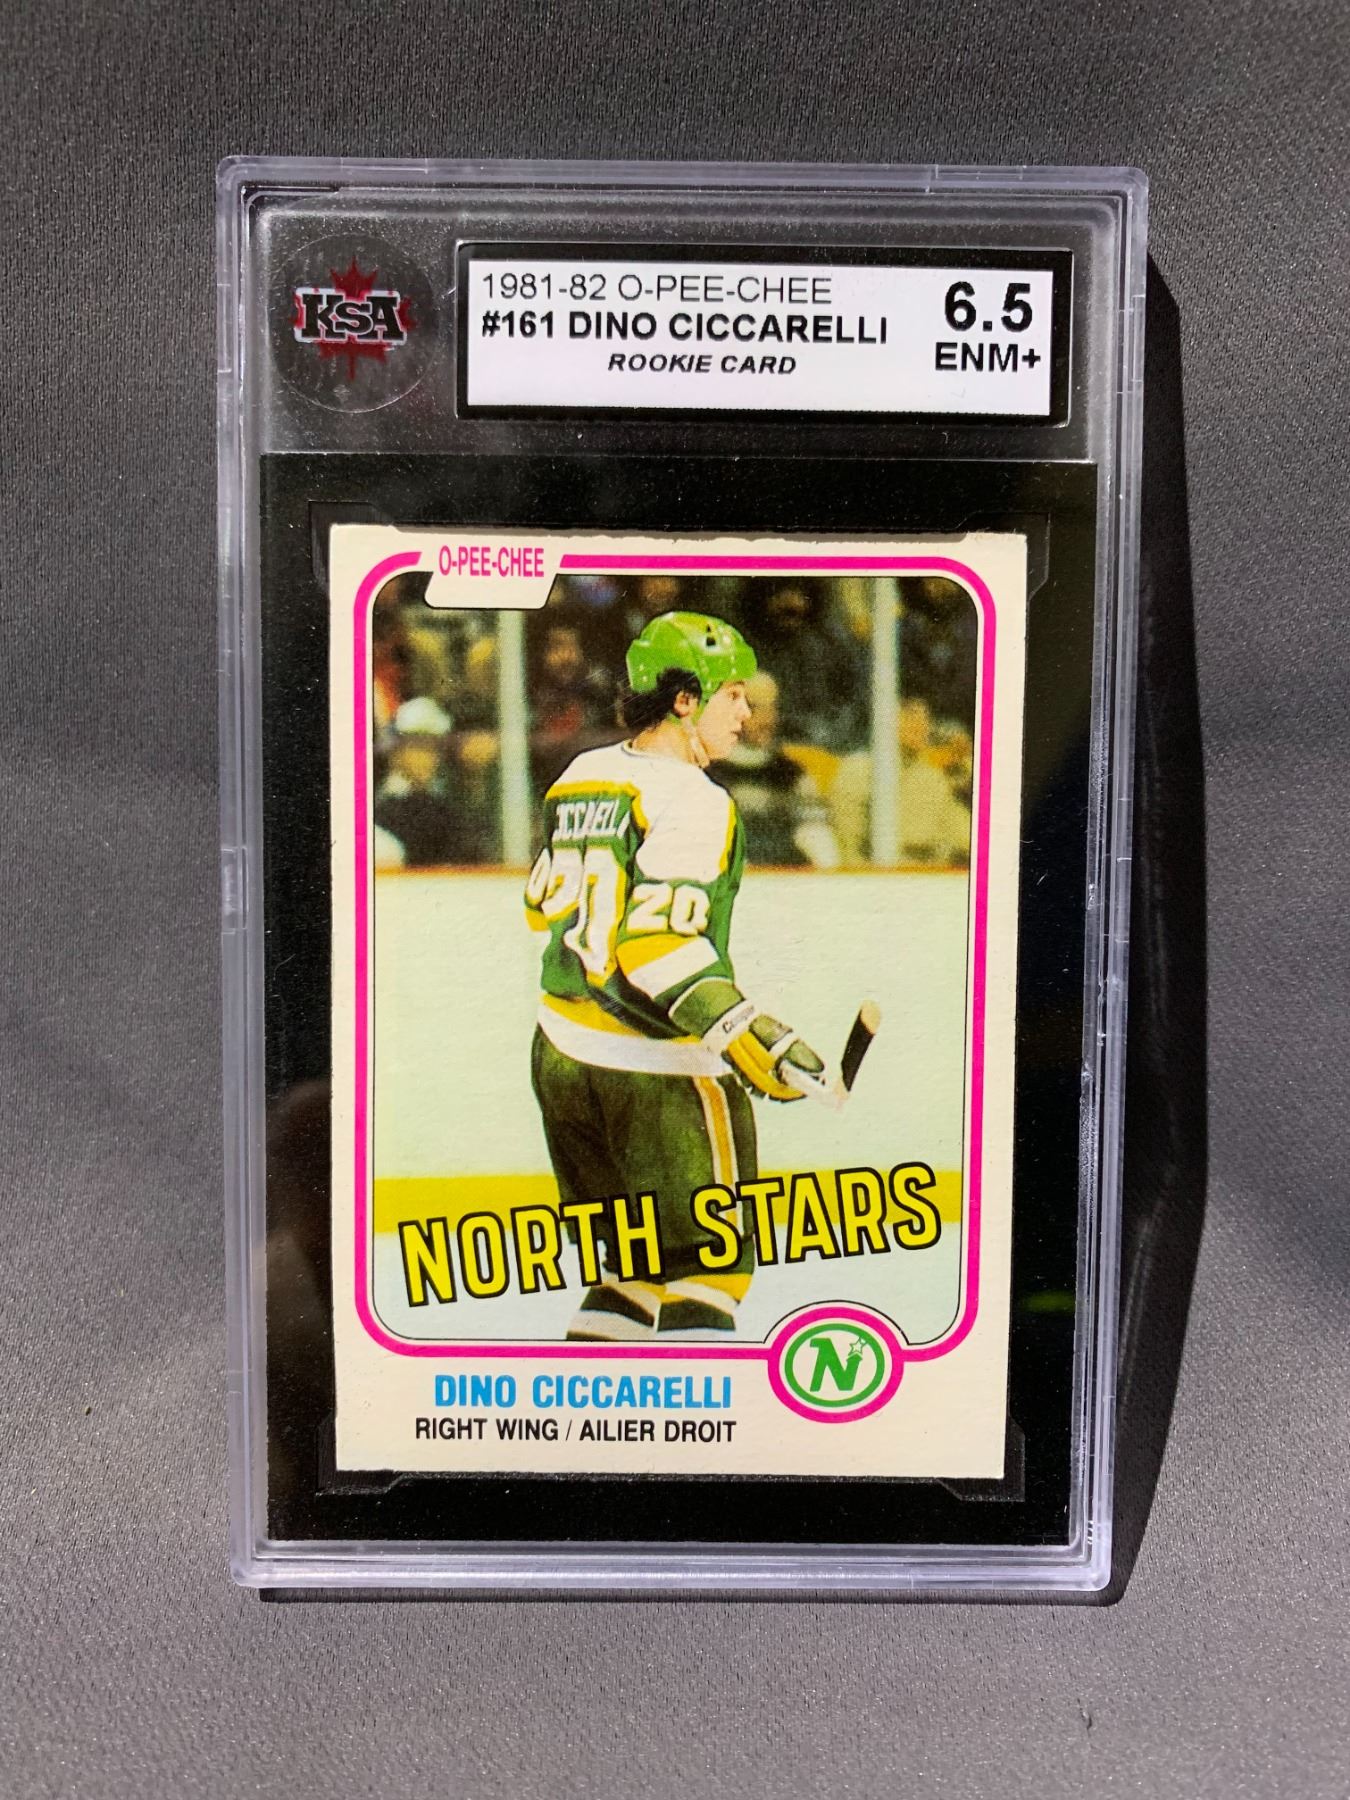 KSA
1981-82 O-PEE-CHEE
#161 DINO CICCARELLI
ROOKIE CARD
6.5
ENM+
O-PEE-CHEE
20
20
Cooper
NORTH STARS
N
DINO CICCARELLI
RIGHT WING / AILIER DROIT